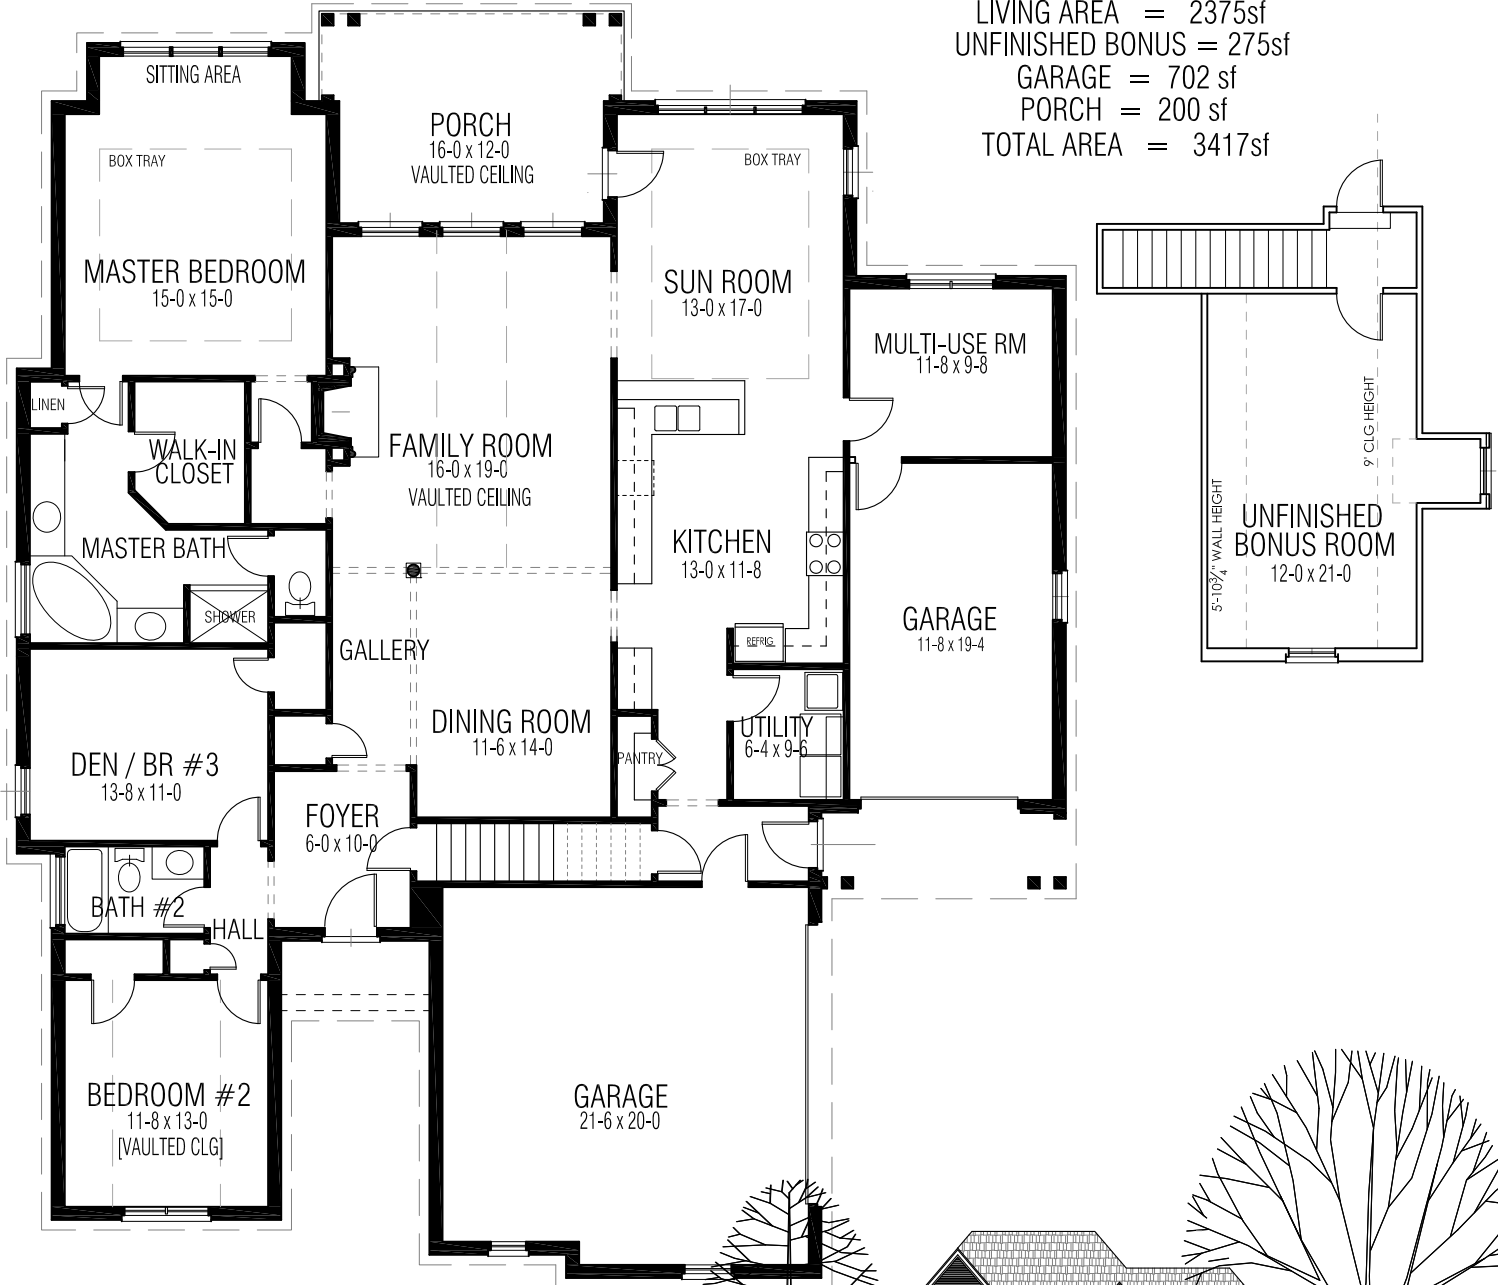 LIVING AREA = 2375sf
UNFINISHED BONUS = 275sf
GARAGE = 702 sf
PORCH = 200 sf
TOTAL AREA = 3417sf
SITTING AREA
BOX TRAY
MASTER BEDROOM
15-0 x 15-0
PORCH
16-0 x 12-0
VAULTED CEILING
BOX TRAY
SUN ROOM
13-0 x 17-0
MULTI-USE RM
11-8 x 9-8
LINEN
WALK-IN
CLOSET
FAMILY ROOM
16-0 x 19-0
VAULTED CEILING
MASTER BATH
SHOWER
KITCHEN
13-0 x 11-8
REFRIG
GARAGE
11-8 x 19-4
9' CLG HEIGHT
5'-10¾" WALL HEIGHT
UNFINISHED
BONUS ROOM
12-0 x 21-0
GALLERY
DINING ROOM
11-6 x 14-0
UTILITY
6-4 x 9-6
PANTRY
DEN / BR #3
13-8 x 11-0
FOYER
6-0 x 10-0
BATH #2
HALL
BEDROOM #2
11-8 x 13-0
[VAULTED CLG]
GARAGE
21-6 x 20-0